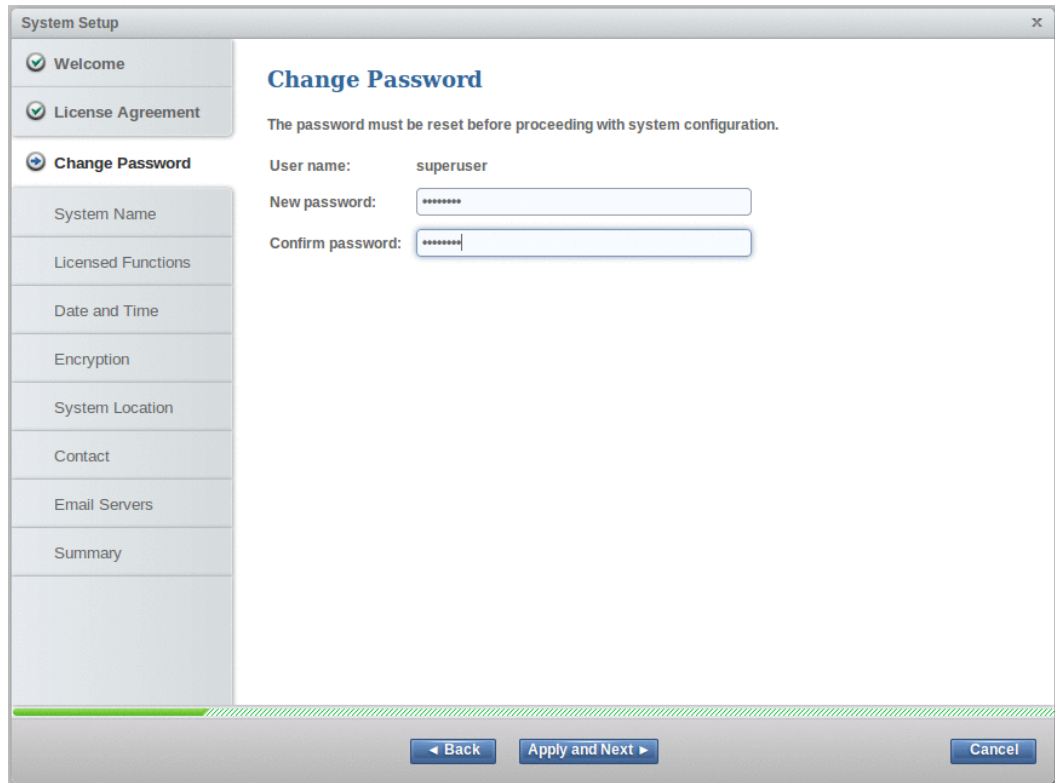 System Setup x
Welcome
License Agreement
Change Password
System Name
Licensed Functions
Date and Time
Encryption
System Location
Contact
Email Servers
Summary
Change Password
The password must be reset before proceeding with system configuration.
User name: superuser
New password: ••••••••
Confirm password: ••••••••
◄ Back Apply and Next ► Cancel